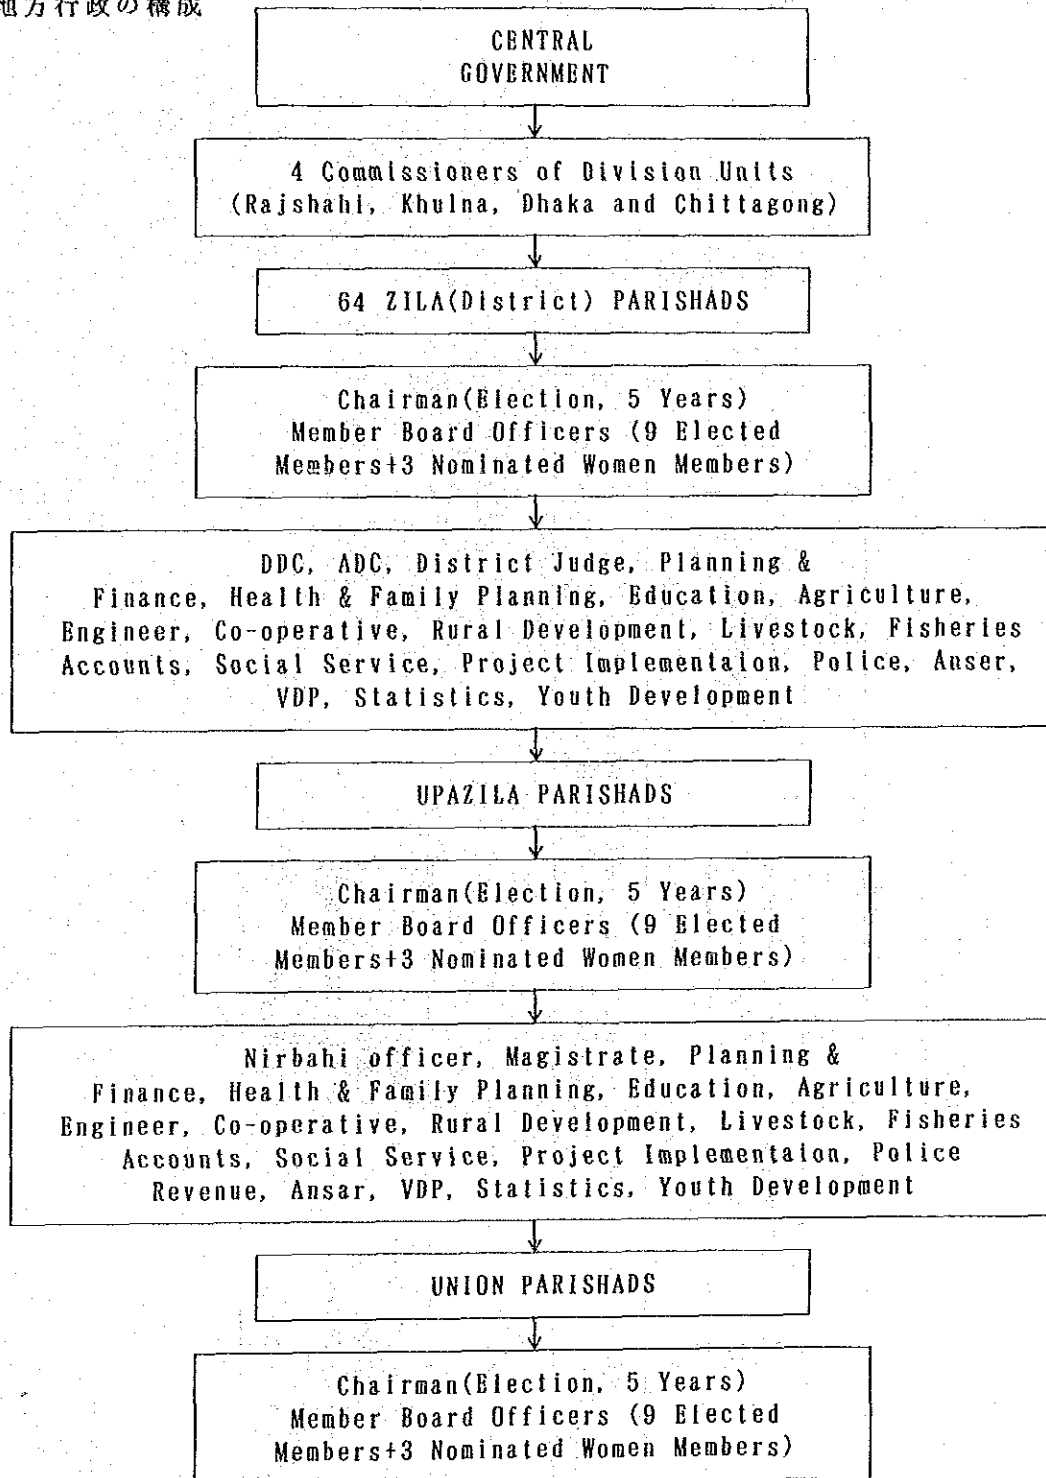 地方行政の構成
CENTRAL
GOVERNMENT
4 Commissioners of Division Units
(Rajshahi, Khulna, Dhaka and Chittagong)
64 ZILA(District) PARISHADS
Chairman(Election, 5 Years)
Member Board Officers (9 Elected
Members+3 Nominated Women Members)
DDC, ADC, District Judge, Planning &
Finance, Health & Family Planning, Education, Agriculture,
Engineer, Co-operative, Rural Development, Livestock, Fisheries
Accounts, Social Service, Project Implementaion, Police, Anser,
VDP, Statistics, Youth Development
UPAZILA PARISHADS
Chairman(Election, 5 Years)
Member Board Officers (9 Elected
Members+3 Nominated Women Members)
Nirbahi officer, Magistrate, Planning &
Finance, Health & Family Planning, Education, Agriculture,
Engineer, Co-operative, Rural Development, Livestock, Fisheries
Accounts, Social Service, Project Implementaion, Police
Revenue, Ansar, VDP, Statistics, Youth Development
UNION PARISHADS
Chairman(Election, 5 Years)
Member Board Officers (9 Elected
Members+3 Nominated Women Members)